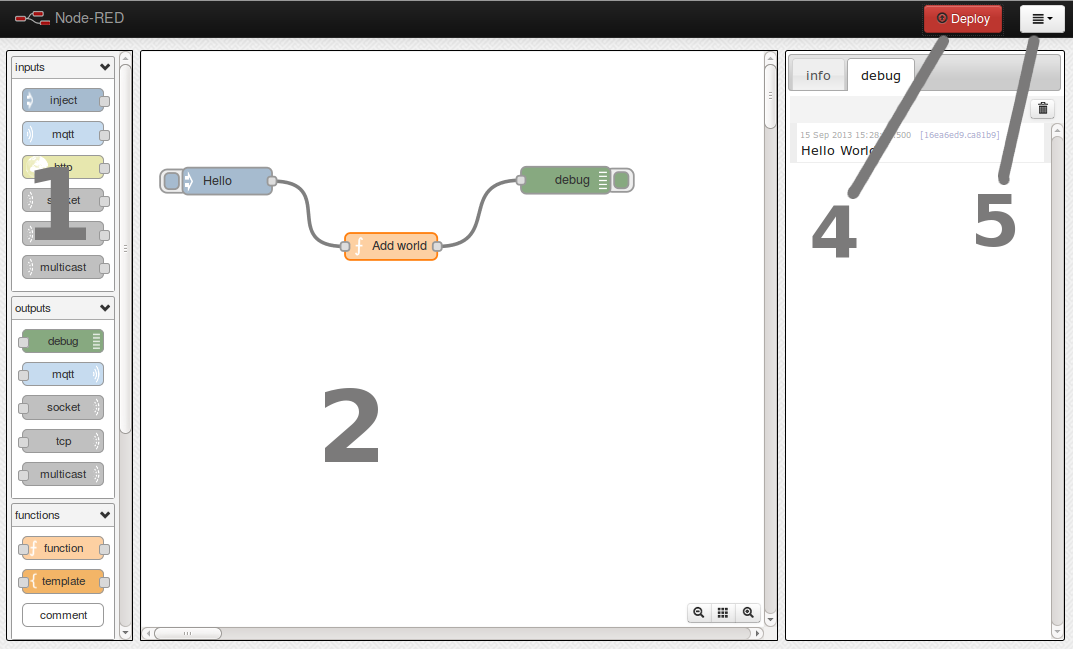 Node-RED
Deploy
inputs
inject
mqtt
http
multicast
outputs
debug
mqtt
socket
tcp
multicast
functions
function
template
comment
1
Hello
Add world
debug
2
info
debug
15 Sep 2013 15:28 500 [16ea6ed9.ca81b9]
Hello World
4
5